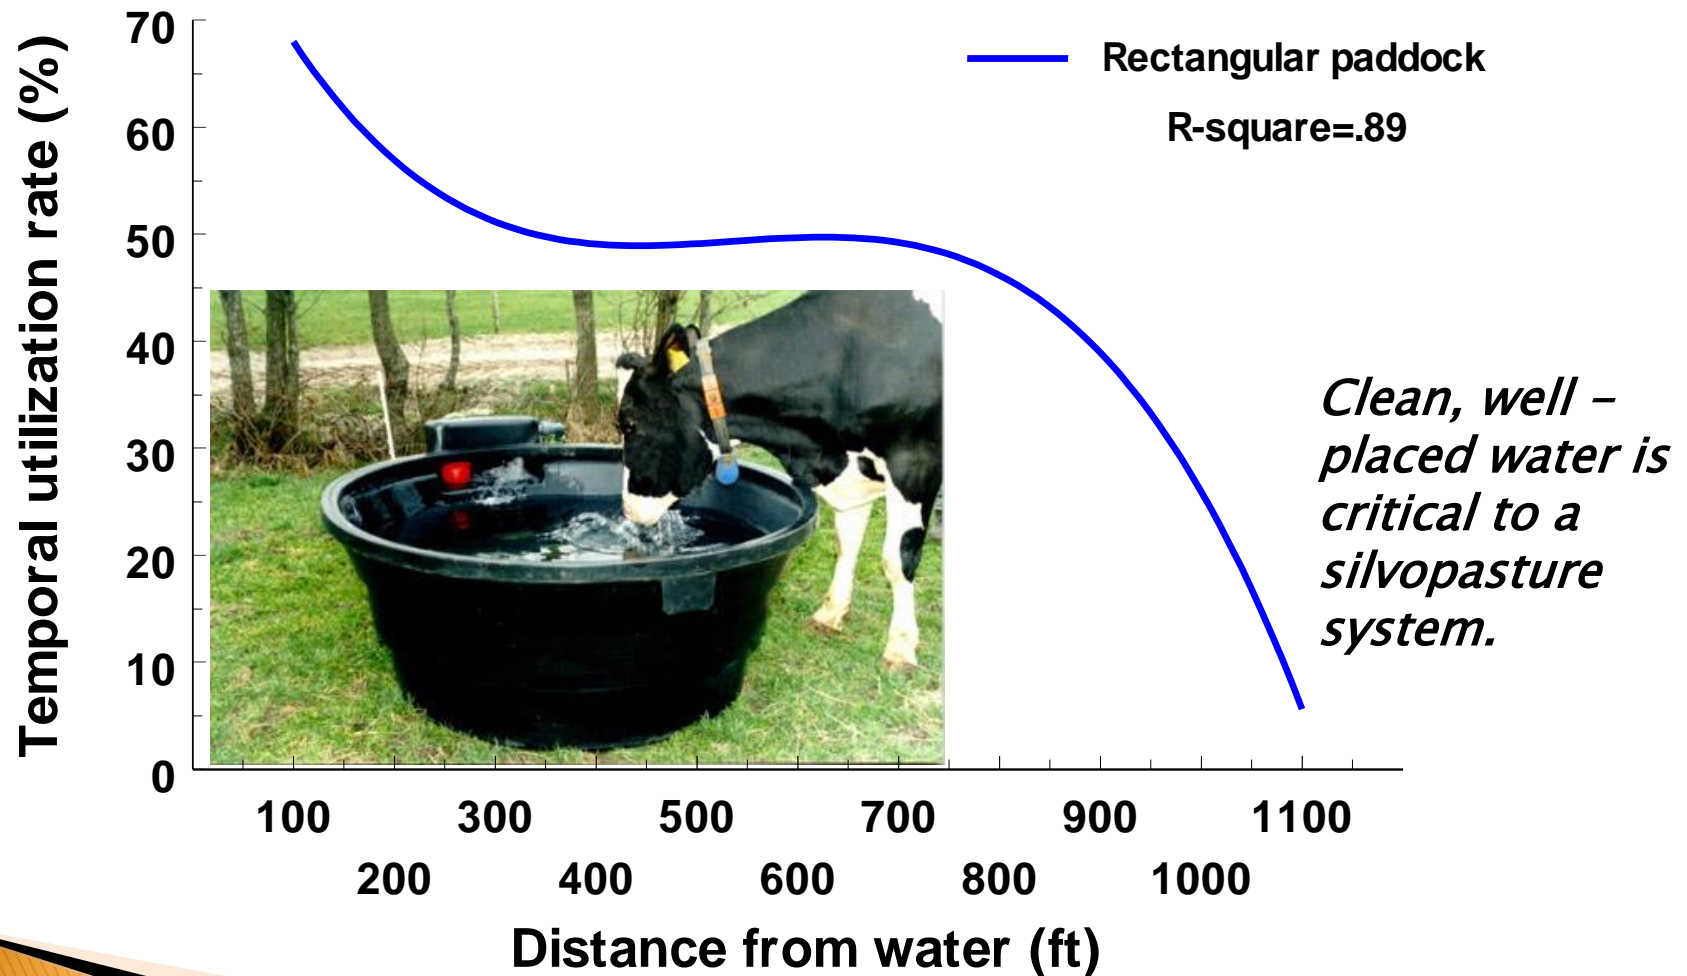 Temporal utilization rate (%)
70
60
50
40
30
20
10
0
Rectangular paddock
R-square=.89
Clean, well –
placed water is
critical to a
silvopasture
system.
100 300 500 700 900 1100
200 400 600 800 1000
Distance from water (ft)